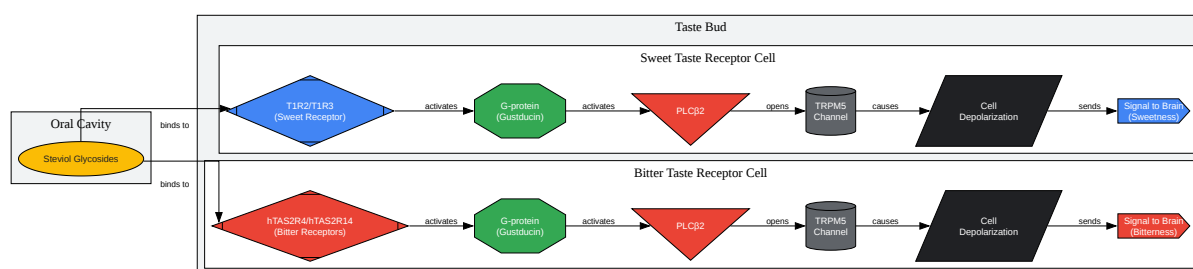 Taste Bud
Sweet Taste Receptor Cell
T1R2/T1R3
(Sweet Receptor)
activates
G-protein
(Gustducin)
activates
PLCβ2
opens
TRPM5
Channel
causes
Cell
Depolarization
sends
Signal to Brain
(Sweetness)
Oral Cavity
Steviol Glycosides
binds to
binds to
Bitter Taste Receptor Cell
hTAS2R4/hTAS2R14
(Bitter Receptors)
activates
G-protein
(Gustducin)
activates
PLCβ2
opens
TRPM5
Channel
causes
Cell
Depolarization
sends
Signal to Brain
(Bitterness)